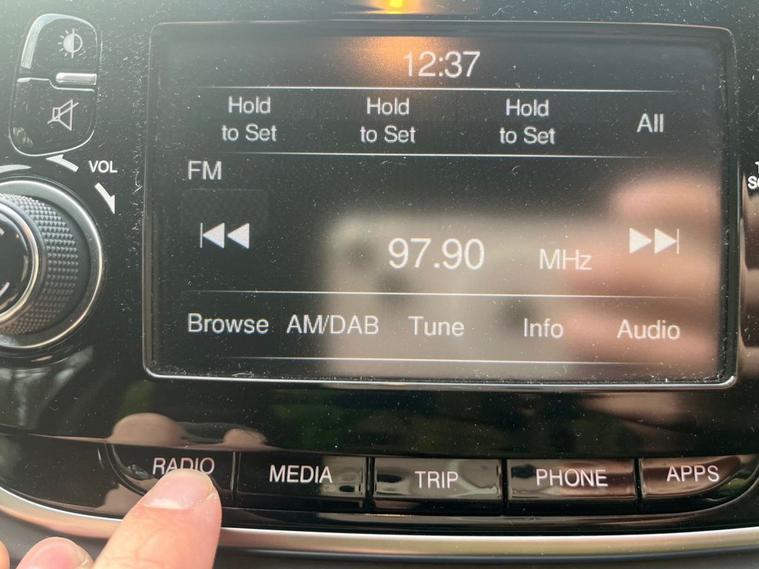 12:37
Hold to Set Hold to Set Hold to Set All
VOL
FM
97.90 MHz
Browse AM/DAB Tune Info Audio
RADIO MEDIA TRIP PHONE APPS